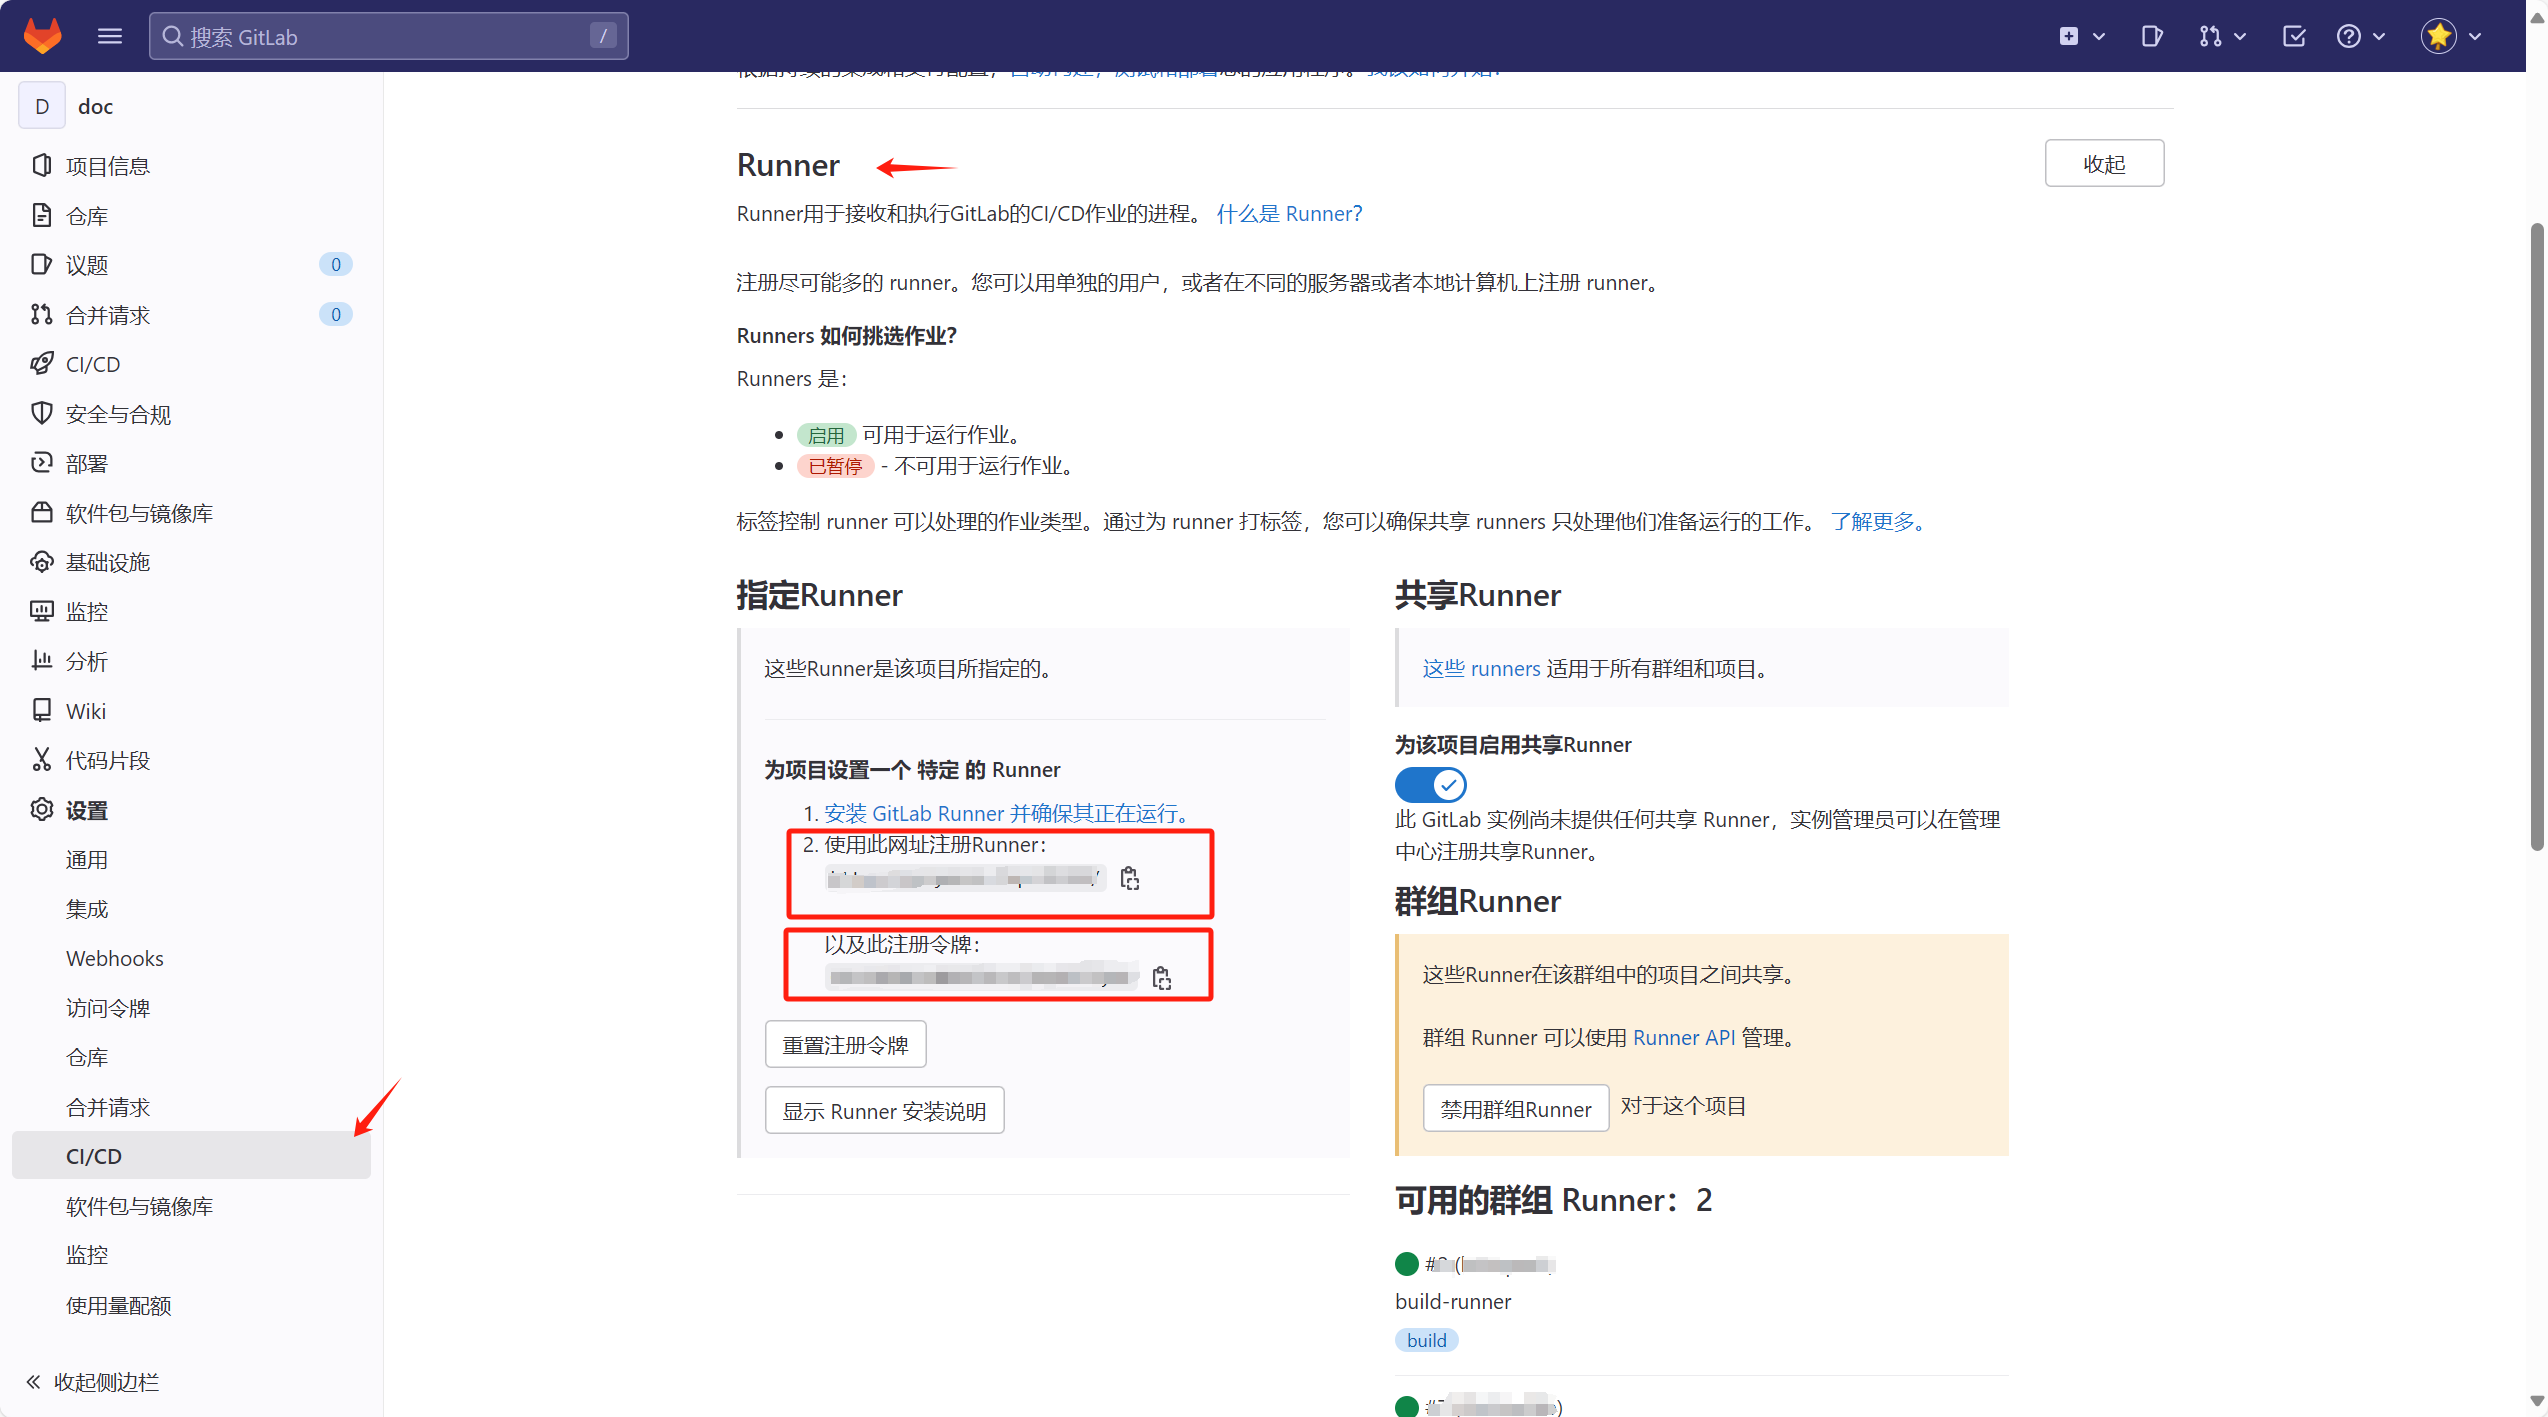 搜索 GitLab
/
D
doc
项目信息
仓库
议题
0
合并请求
0
CI/CD
安全与合规
部署
软件包与镜像库
基础设施
监控
分析
Wiki
代码片段
设置
通用
集成
Webhooks
访问令牌
仓库
合并请求
CI/CD
软件包与镜像库
监控
使用量配额
收起侧边栏
Runner
收起
Runner用于接收和执行GitLab的CI/CD作业的进程。 什么是 Runner?
注册尽可能多的 runner。您可以用单独的用户，或者在不同的服务器或者本地计算机上注册 runner。
Runners 如何挑选作业?
Runners 是：
启用 可用于运行作业。
已暂停 - 不可用于运行作业。
标签控制 runner 可以处理的作业类型。通过为 runner 打标签，您可以确保共享 runners 只处理他们准备运行的工作。 了解更多。
指定Runner
这些Runner是该项目所指定的。
为项目设置一个 特定 的 Runner
1. 安装 GitLab Runner 并确保其正在运行。
2. 使用此网址注册Runner：
以及此注册令牌：
重置注册令牌
显示 Runner 安装说明
共享Runner
这些 runners 适用于所有群组和项目。
为该项目启用共享Runner
此 GitLab 实例尚未提供任何共享 Runner，实例管理员可以在管理
中心注册共享Runner。
群组Runner
这些Runner在该群组中的项目之间共享。
群组 Runner 可以使用 Runner API 管理。
禁用群组Runner 对于这个项目
可用的群组 Runner：2
build-runner
build